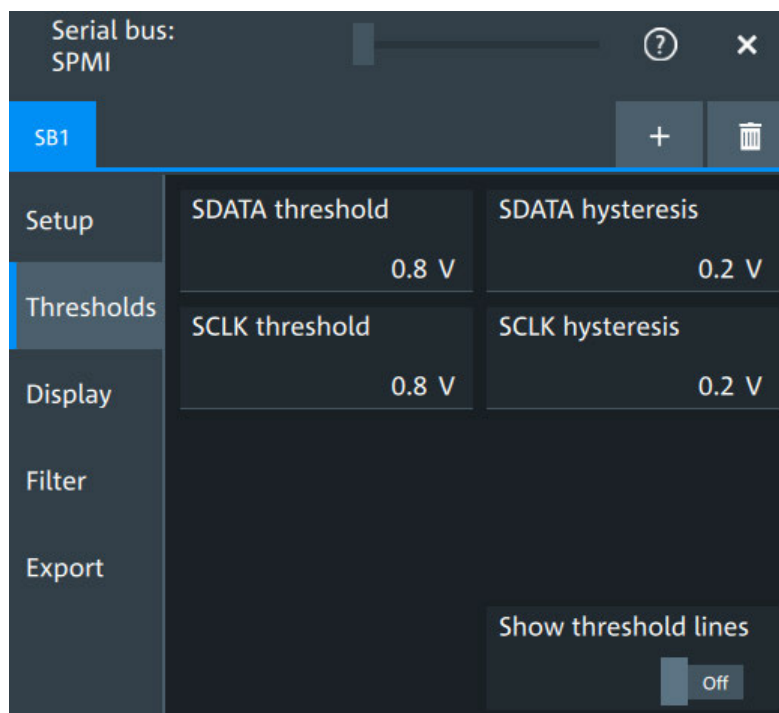 Serial bus:
SPMI
?
SB1
+
Setup
Thresholds
Display
Filter
Export
SDATA threshold
0.8 V
SDATA hysteresis
0.2 V
SCLK threshold
0.8 V
SCLK hysteresis
0.2 V
Show threshold lines
Off